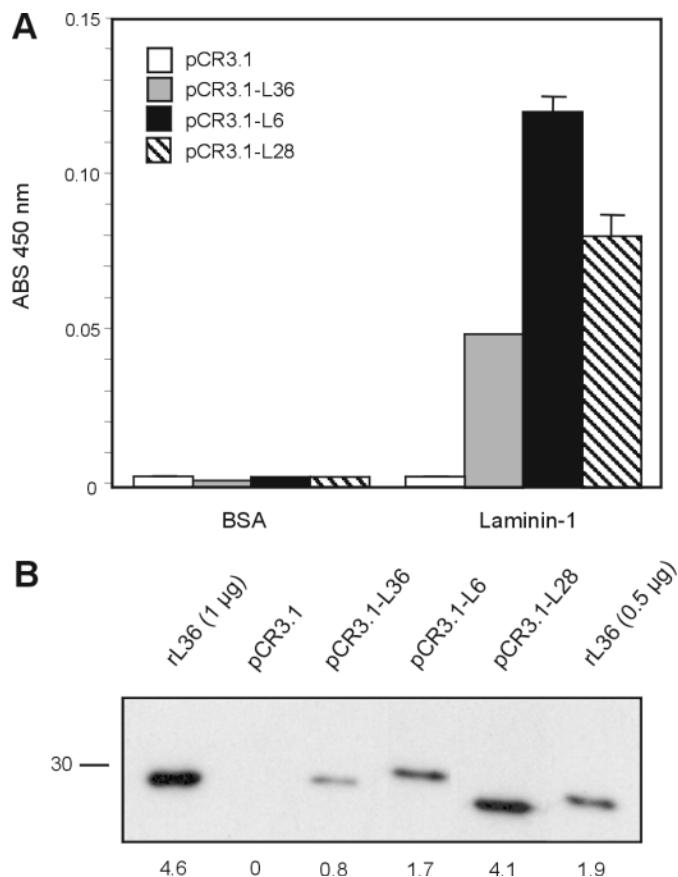 A
0.15
0.10
0.05
0
ABS 450 nm
pCR3.1
pCR3.1-L36
pCR3.1-L6
pCR3.1-L28
BSA Laminin-1
B
rL36 (1 µg) pCR3.1 pCR3.1-L36 pCR3.1-L6 pCR3.1-L28 rL36 (0.5 µg)
30
4.6 0 0.8 1.7 4.1 1.9